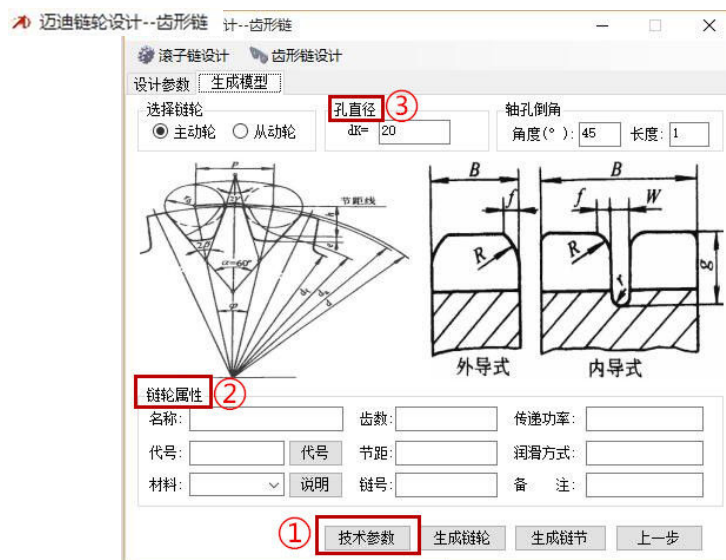 迈迪链轮设计--齿形链 计--齿形链
滚子链设计 齿形链设计
设计参数 生成模型
选择链轮 孔直径 ③ 轴孔倒角
主动轮 从动轮 dK= 20 角度(°): 45 长度: 1
P
B B
节距线
f f W
R R g
α=60°
r
φ
外导式 内导式
链轮属性 ②
名称: 齿数: 传递功率:
代号: 代号 节距: 润滑方式:
材料: 说明 链号: 备 注:
① 技术参数 生成链轮 生成链节 上一步